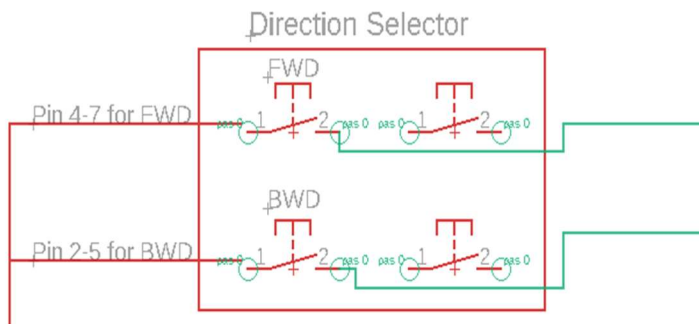 Direction Selector
FWD
Pin 4-7 for FWD
pas 0 1 2 pas 0 pas 0 1 2 pas 0
BWD
Pin 2-5 for BWD
pas 0 1 2 pas 0 pas 0 1 2 pas 0